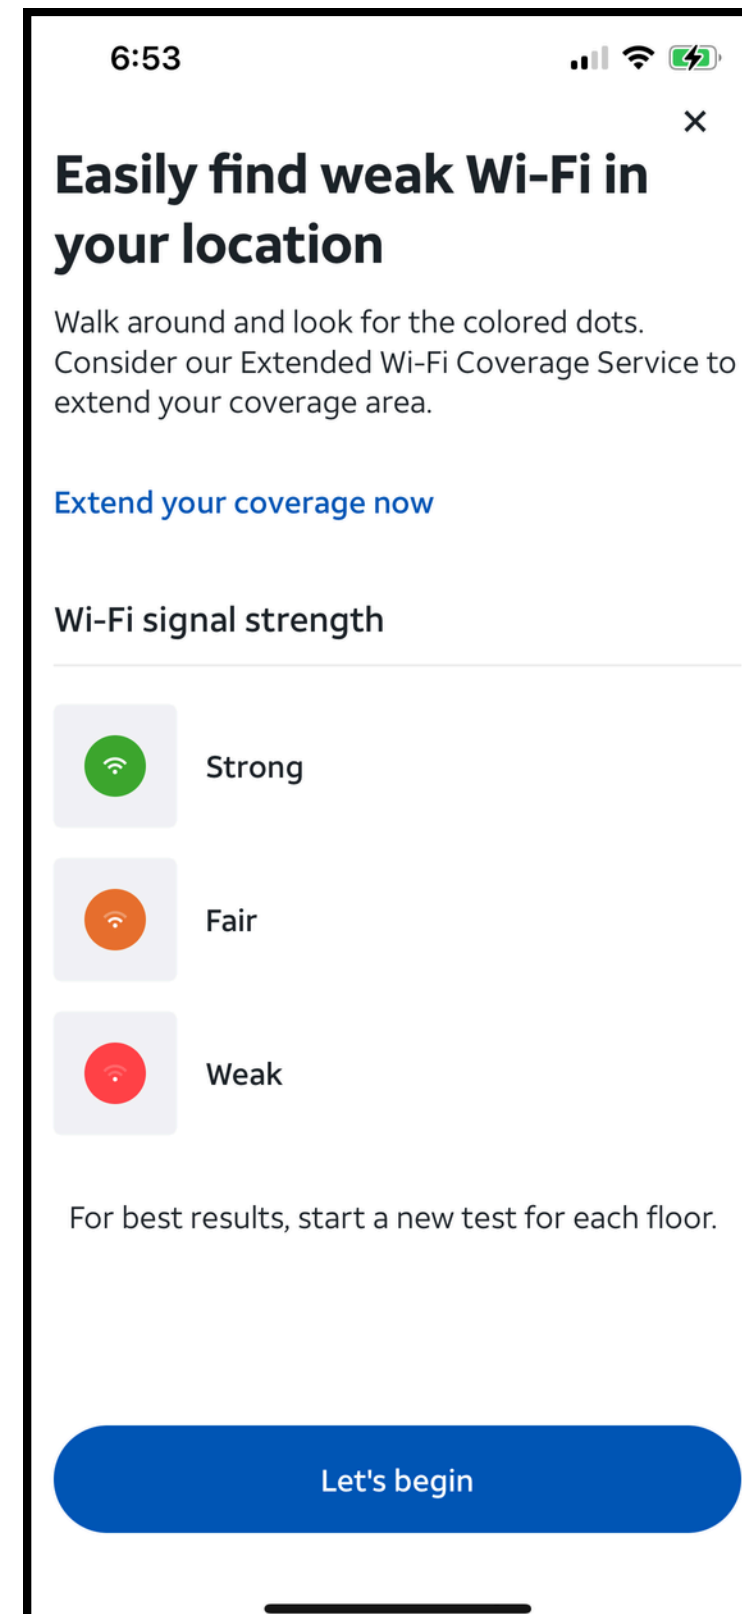 6:53
Easily find weak Wi-Fi in
your location
Walk around and look for the colored dots.
Consider our Extended Wi-Fi Coverage Service to
extend your coverage area.
Extend your coverage now
Wi-Fi signal strength
Strong
Fair
Weak
For best results, start a new test for each floor.
Let's begin